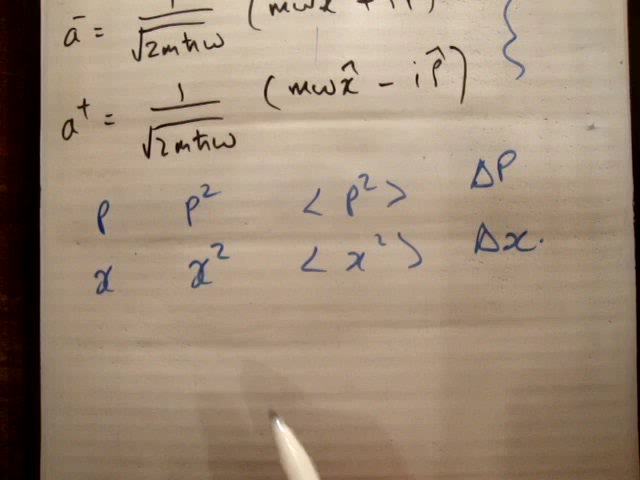 a⁻ = 1/√2mħω (mωx + ip)
a⁺ = 1/√2mħω (mωx̂ − ip̂)
p p² <p²> Δp
x x² <x²> Δx.